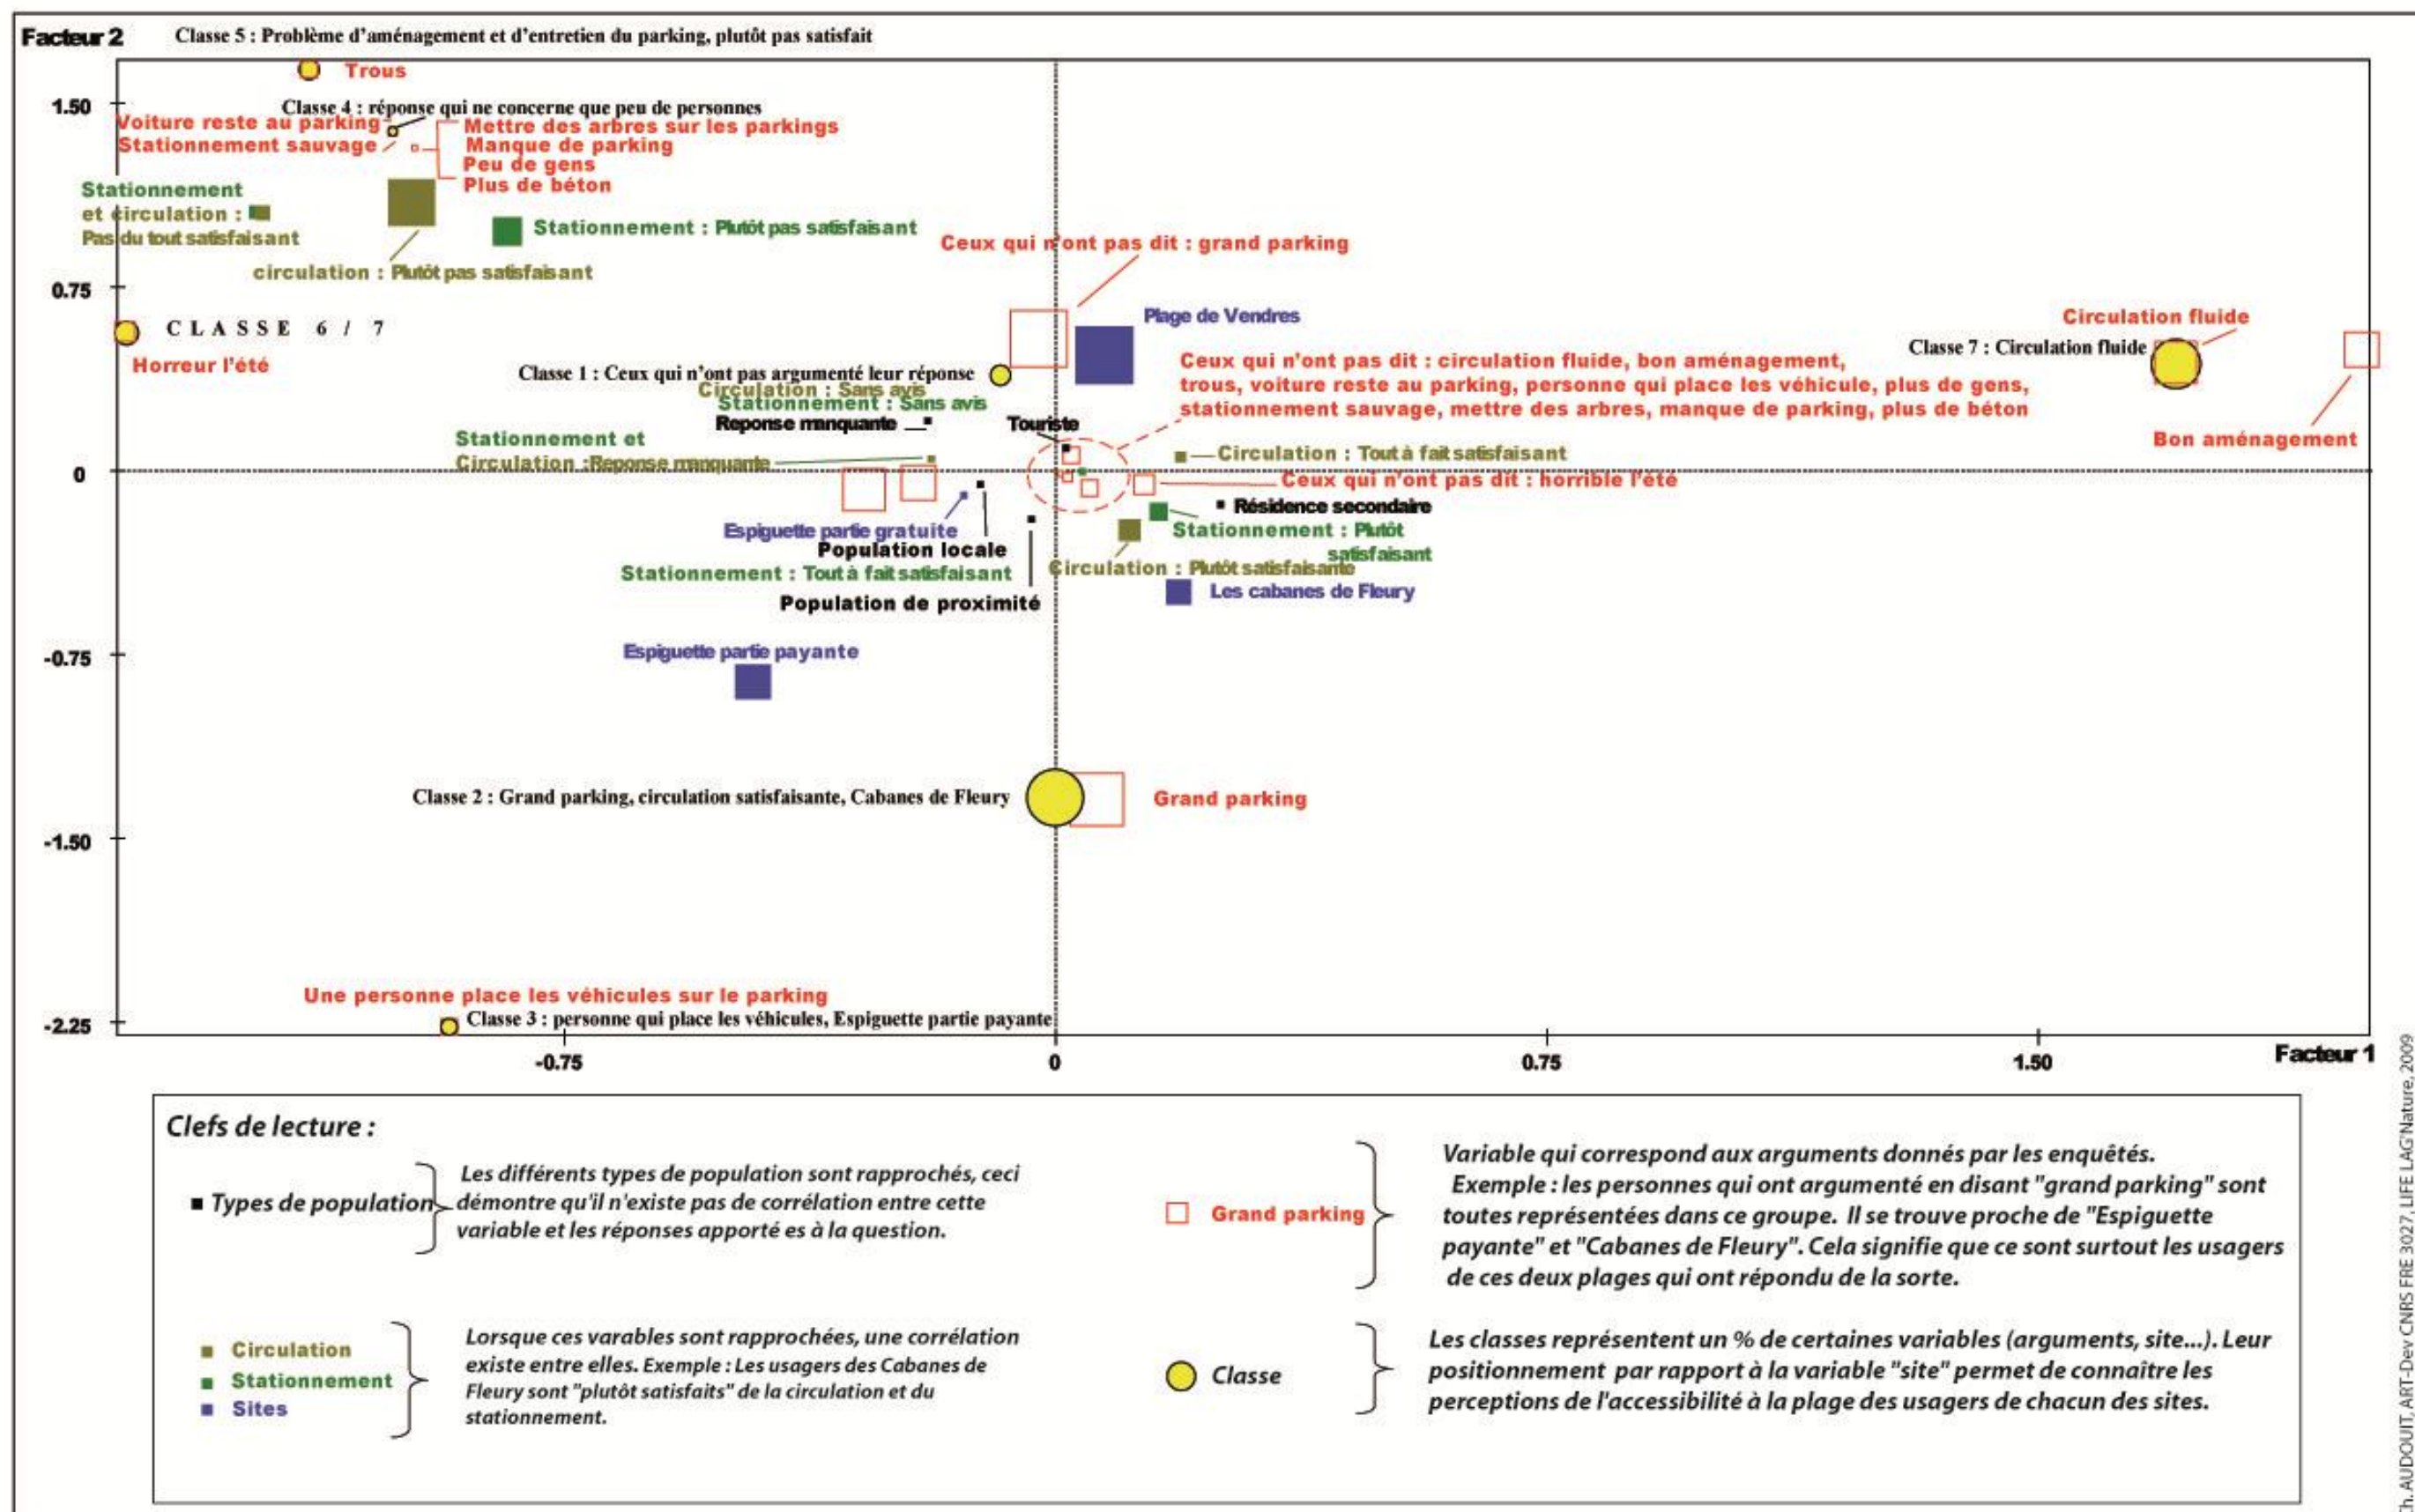 Facteur 2
Classe 5 : Problème d'aménagement et d'entretien du parking, plutôt pas satisfait
Trous
1.50
Classe 4 : réponse qui ne concerne que peu de personnes
Voiture reste au parking
Stationnement sauvage
Mettre des arbres sur les parkings
Manque de parking
Peu de gens
Plus de béton
Stationnement
et circulation :
Pas du tout satisfaisant
Stationnement : Plutôt pas satisfaisant
circulation : Plutôt pas satisfaisant
Ceux qui n'ont pas dit : grand parking
0.75
Plage de Vendres
CLASSE 6 / 7
Horreur l'été
Circulation fluide
Classe 7 : Circulation fluide
Bon aménagement
Classe 1 : Ceux qui n'ont pas argumenté leur réponse
Circulation : Sans avis
Stationnement : Sans avis
Reponse mnquante
Touriste
Ceux qui n'ont pas dit : circulation fluide, bon aménagement,
trous, voiture reste au parking, personne qui place les véhicule, plus de gens,
stationnement sauvage, mettre des arbres, manque de parking, plus de béton
Stationnement et
Circulation :Reponse mnquante
Circulation : Tout à fait satisfaisant
0
Ceux qui n'ont pas dit : horrible l'été
Résidence secondaire
Espiguette partie gratuite
Population locale
Stationnement : Plutôt
satisfaisant
Stationnement : Tout à fait satisfaisant
Circulation : Plutôt satisfaisante
Population de proximité
Les cabanes de Fleury
-0.75
Espiguette partie payante
Classe 2 : Grand parking, circulation satisfaisante, Cabanes de Fleury
Grand parking
-1.50
Une personne place les véhicules sur le parking
-2.25
Classe 3 : personne qui place les véhicules, Espiguette partie payante
-0.75
0
0.75
1.50
Facteur 1
Clefs de lecture :
Types de population
Les différents types de population sont rapprochés, ceci
démontre qu'il n'existe pas de corrélation entre cette
variable et les réponses apporté es à la question.
Circulation
Stationnement
Sites
Lorsque ces varables sont rapprochées, une corrélation
existe entre elles. Exemple : Les usagers des Cabanes de
Fleury sont "plutôt satisfaits" de la circulation et du
stationnement.
Grand parking
Variable qui correspond aux arguments donnés par les enquêtés.
Exemple : les personnes qui ont argumenté en disant "grand parking" sont
toutes représentées dans ce groupe. Il se trouve proche de "Espiguette
payante" et "Cabanes de Fleury". Cela signifie que ce sont surtout les usagers
de ces deux plages qui ont répondu de la sorte.
Classe
Les classes représentent un % de certaines variables (arguments, site...). Leur
positionnement par rapport à la variable "site" permet de connaître les
perceptions de l'accessibilité à la plage des usagers de chacun des sites.
Ch. AUDOUIT, ART-Dev CNRS FRE 3027, LIFE LAG'Nature, 2009